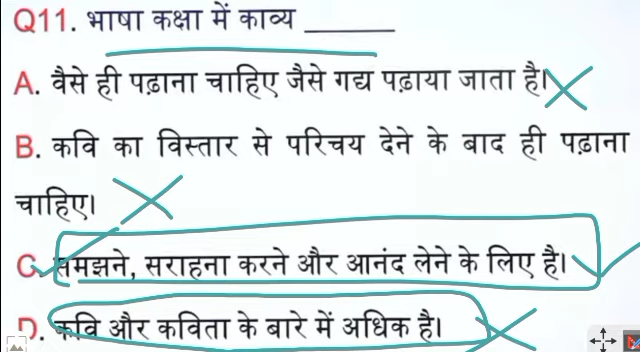 Q11. भाषा कक्षा में काव्य ________
A. वैसे ही पढ़ाना चाहिए जैसे गद्य पढ़ाया जाता है।
B. कवि का विस्तार से परिचय देने के बाद ही पढ़ाना
चाहिए।
C. समझने, सराहना करने और आनंद लेने के लिए है।
D. कवि और कविता के बारे में अधिक है।